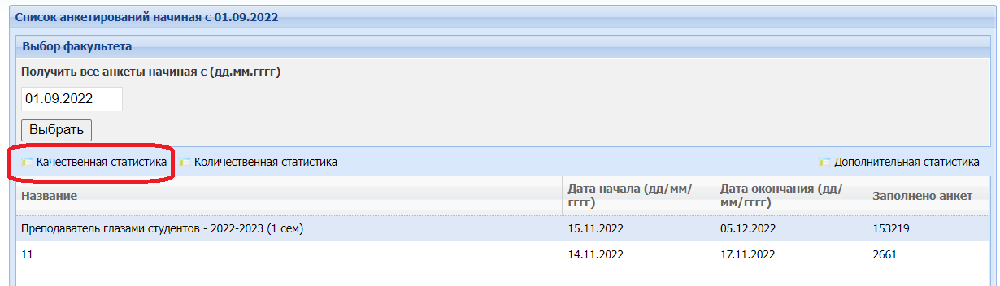 Список анкетирований начиная с 01.09.2022
Выбор факультета
Получить все анкеты начиная с (дд.мм.гггг)
01.09.2022
Выбрать
Качественная статистика Количественная статистика Дополнительная статистика
Название Дата начала (дд/мм/гггг) Дата окончания (дд/мм/гггг) Заполнено анкет
Преподаватель глазами студентов - 2022-2023 (1 сем) 15.11.2022 05.12.2022 153219
11 14.11.2022 17.11.2022 2661